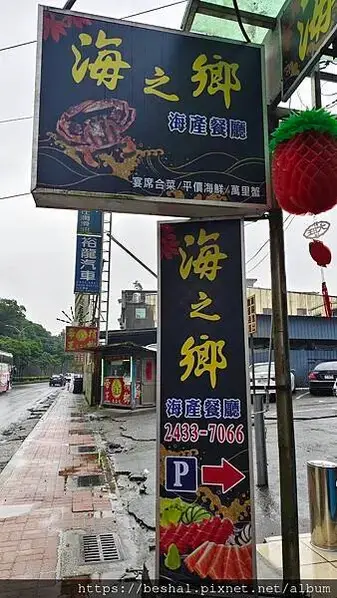 海之鄉
海產餐廳
宴席合菜/平價海鮮/萬里蟹
裕龍汽車
海之鄉
海產餐廳
2433-7066
P
https://beshal.pixnet.net/album